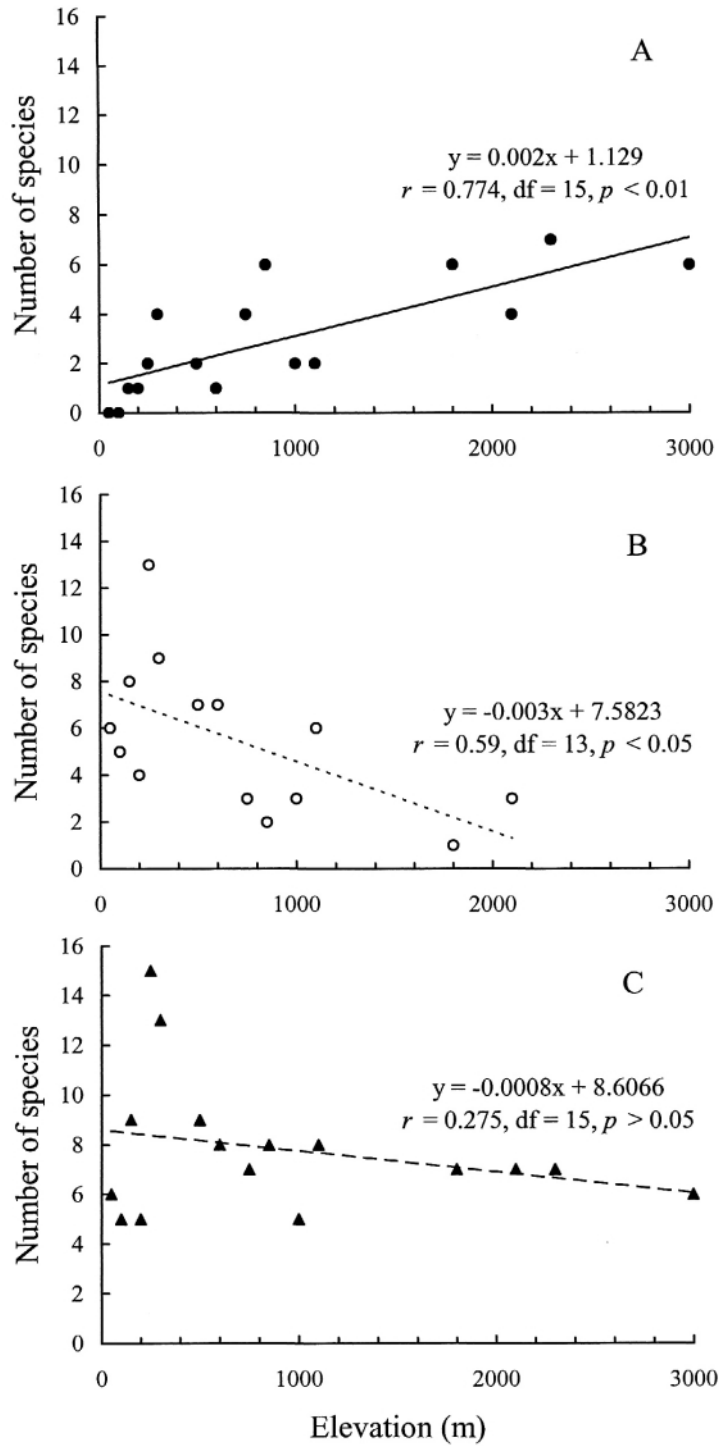 16
A
14
12
Number of species
10
y = 0.002x + 1.129
r = 0.774, df = 15, p < 0.01
8
6
4
2
0
0 1000 2000 3000
16
B
14
12
Number of species
10
8
y = -0.003x + 7.5823
r = 0.59, df = 13, p < 0.05
6
4
2
0
0 1000 2000 3000
16
C
14
12
Number of species
10
y = -0.0008x + 8.6066
r = 0.275, df = 15, p > 0.05
8
6
4
2
0
0 1000 2000 3000
Elevation (m)